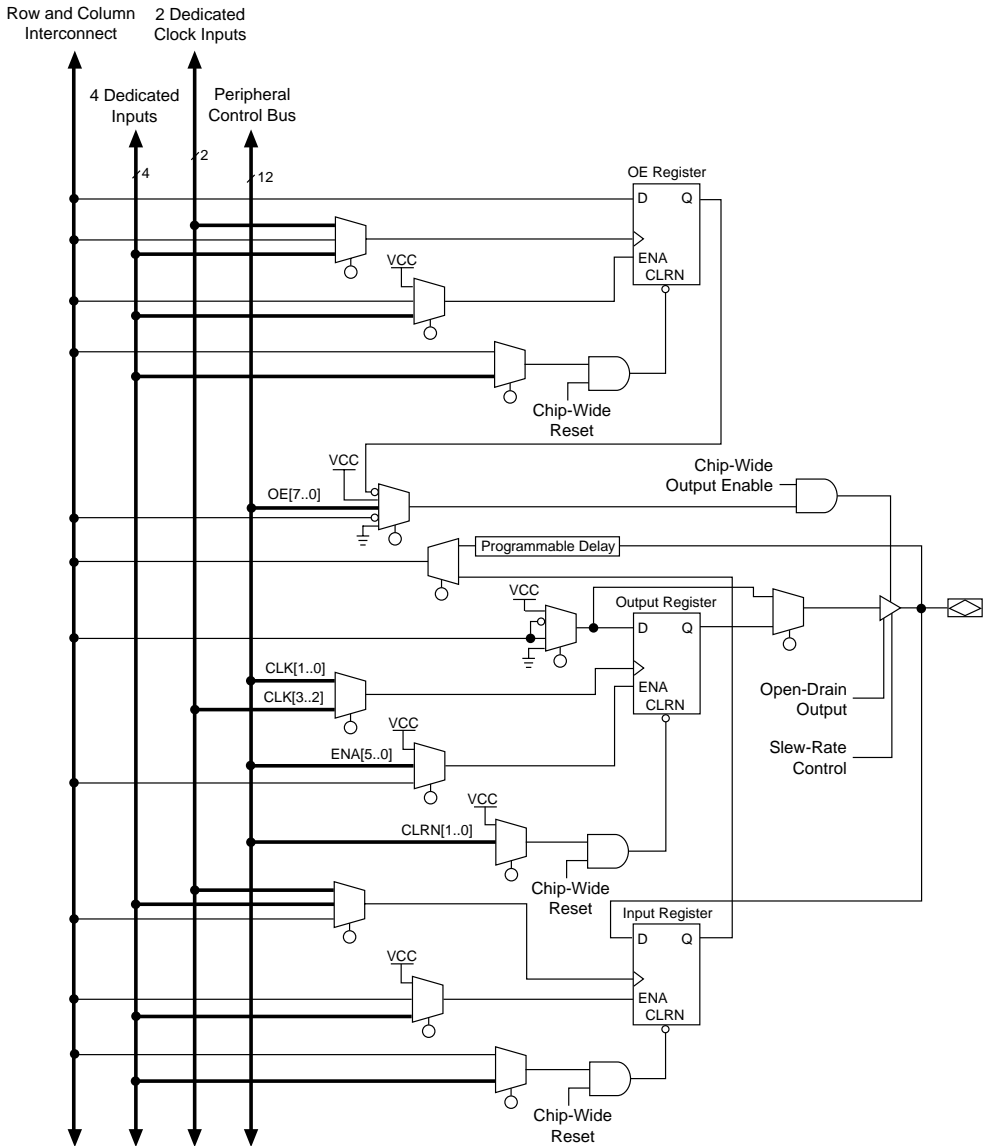 Row and Column
Interconnect
2 Dedicated
Clock Inputs
4 Dedicated
Inputs
Peripheral
Control Bus
2
4
12
OE Register
D Q
ENA
CLRN
VCC
Chip-Wide
Reset
VCC
OE[7..0]
Chip-Wide
Output Enable
Programmable Delay
VCC
Output Register
D Q
ENA
CLRN
CLK[1..0]
CLK[3..2]
Open-Drain
Output
VCC
ENA[5..0]
Slew-Rate
Control
VCC
CLRN[1..0]
Chip-Wide
Reset
Input Register
D Q
ENA
CLRN
VCC
Chip-Wide
Reset